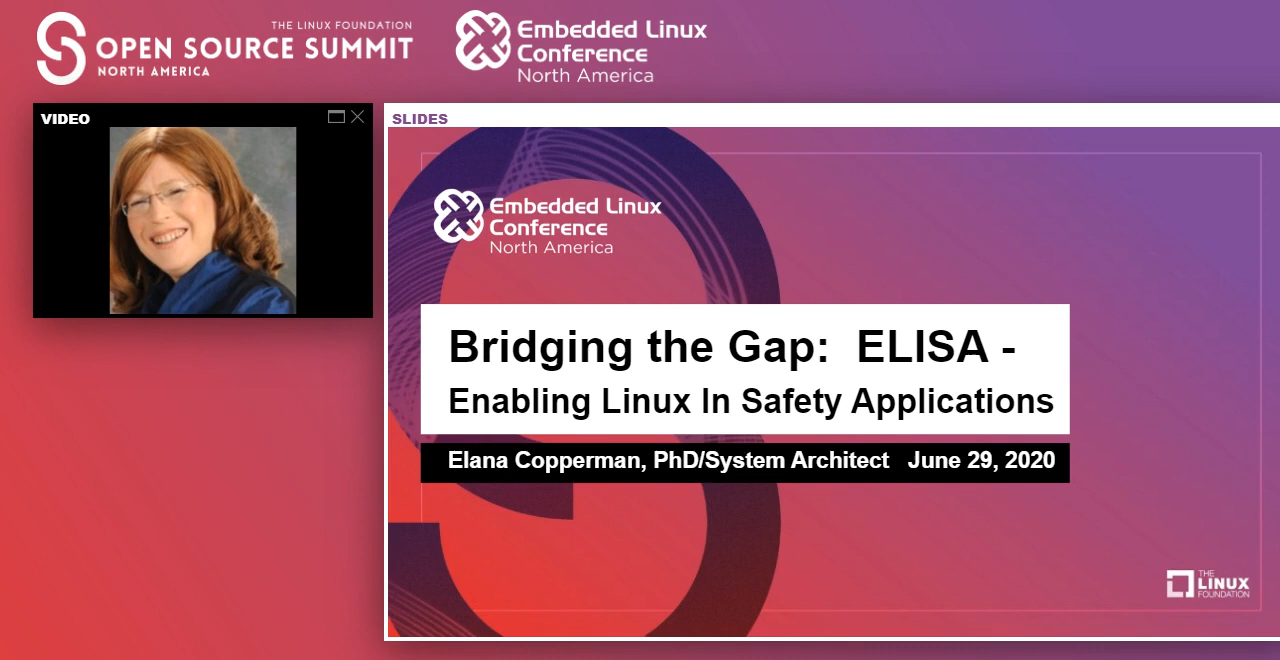 THE LINUX FOUNDATION
OPEN SOURCE SUMMIT
NORTH AMERICA
Embedded Linux
Conference
North America
VIDEO
SLIDES
Embedded Linux
Conference
North America
Bridging the Gap:  ELISA -
Enabling Linux In Safety Applications
Elana Copperman, PhD/System Architect   June 29, 2020
THE
LINUX
FOUNDATION